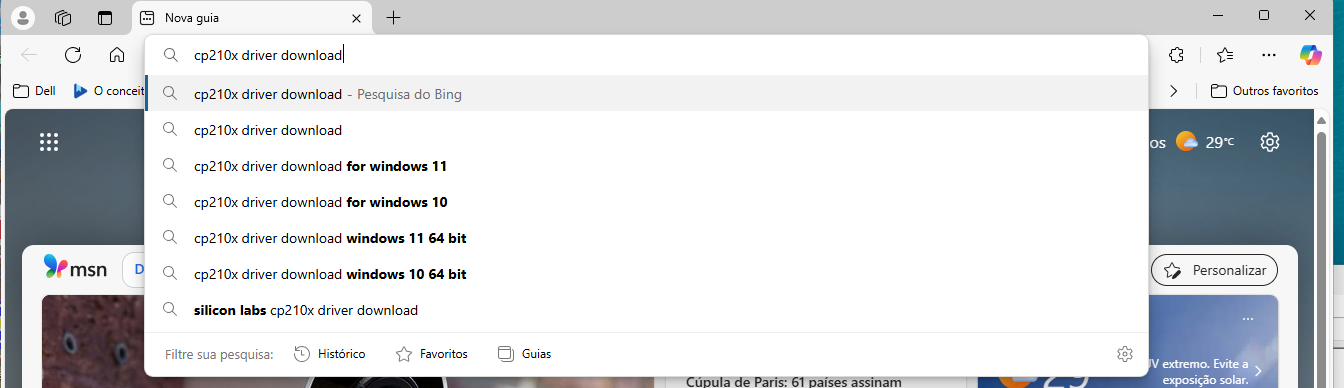 Nova guia
cp210x driver download
Dell
O conceit
Outros favoritos
cp210x driver download - Pesquisa do Bing
cp210x driver download
cp210x driver download for windows 11
cp210x driver download for windows 10
cp210x driver download windows 11 64 bit
cp210x driver download windows 10 64 bit
silicon labs cp210x driver download
Filtre sua pesquisa:
Histórico
Favoritos
Guias
os
29°C
msn
D
Personalizar
UV extremo. Evite a
exposição solar.
29°
Cúpula de Paris: 61 países assinam